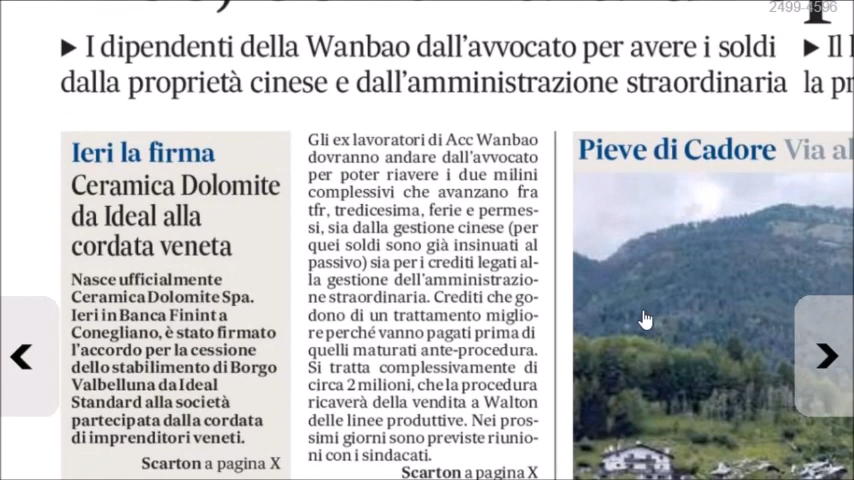 2499-4596
▶ I dipendenti della Wanbao dall'avvocato per avere i soldi
dalla proprietà cinese e dall'amministrazione straordinaria
▶ Il
la
Ieri la firma
Ceramica Dolomite
da Ideal alla
cordata veneta
Nasce ufficialmente
Ceramica Dolomite Spa.
Ieri in Banca Finint a
Conegliano, è stato firmato
l'accordo per la cessione
dello stabilimento di Borgo
Valbelluna da Ideal
Standard alla società
partecipata dalla cordata
di imprenditori veneti.
Scarton a pagina X
Gli ex lavoratori di Acc Wanbao
dovranno andare dall'avvocato
per poter riavere i due milini
complessivi che avanzano fra
tfr, tredicesima, ferie e permes-
si, sia dalla gestione cinese (per
quei soldi sono già insinuati al
passivo) sia per i crediti legati al-
la gestione dell'amministrazio-
ne straordinaria. Crediti che go-
dono di un trattamento miglio-
re perché vanno pagati prima di
quelli maturati ante-procedura.
Si tratta complessivamente di
circa 2 milioni, che la procedura
ricaverà della vendita a Walton
delle linee produttive. Nei pros-
simi giorni sono previste riunio-
ni con i sindacati.
Scarton a pagina X
Pieve di Cadore Via al